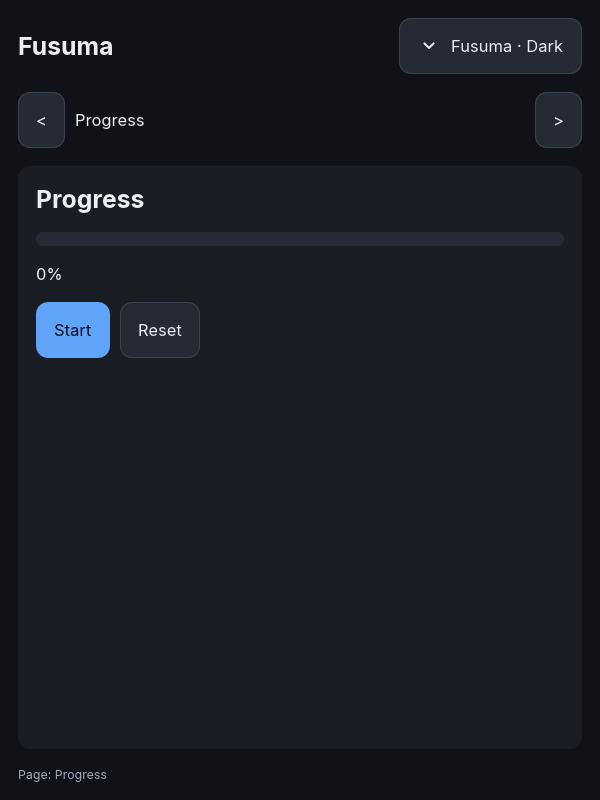 Fusuma
Fusuma · Dark
<
Progress
>
Progress
0%
Start
Reset
Page: Progress